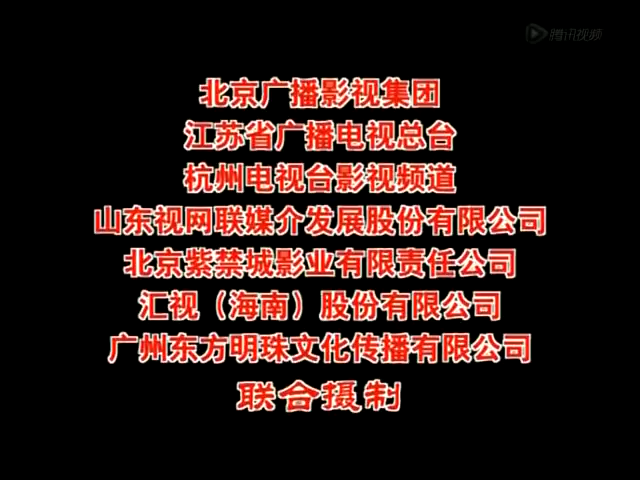 腾讯视频
北京广播影视集团
江苏省广播电视总台
杭州电视台影视频道
山东视网联媒介发展股份有限公司
北京紫禁城影业有限责任公司
汇视（海南）股份有限公司
广州东方明珠文化传播有限公司
联合摄制